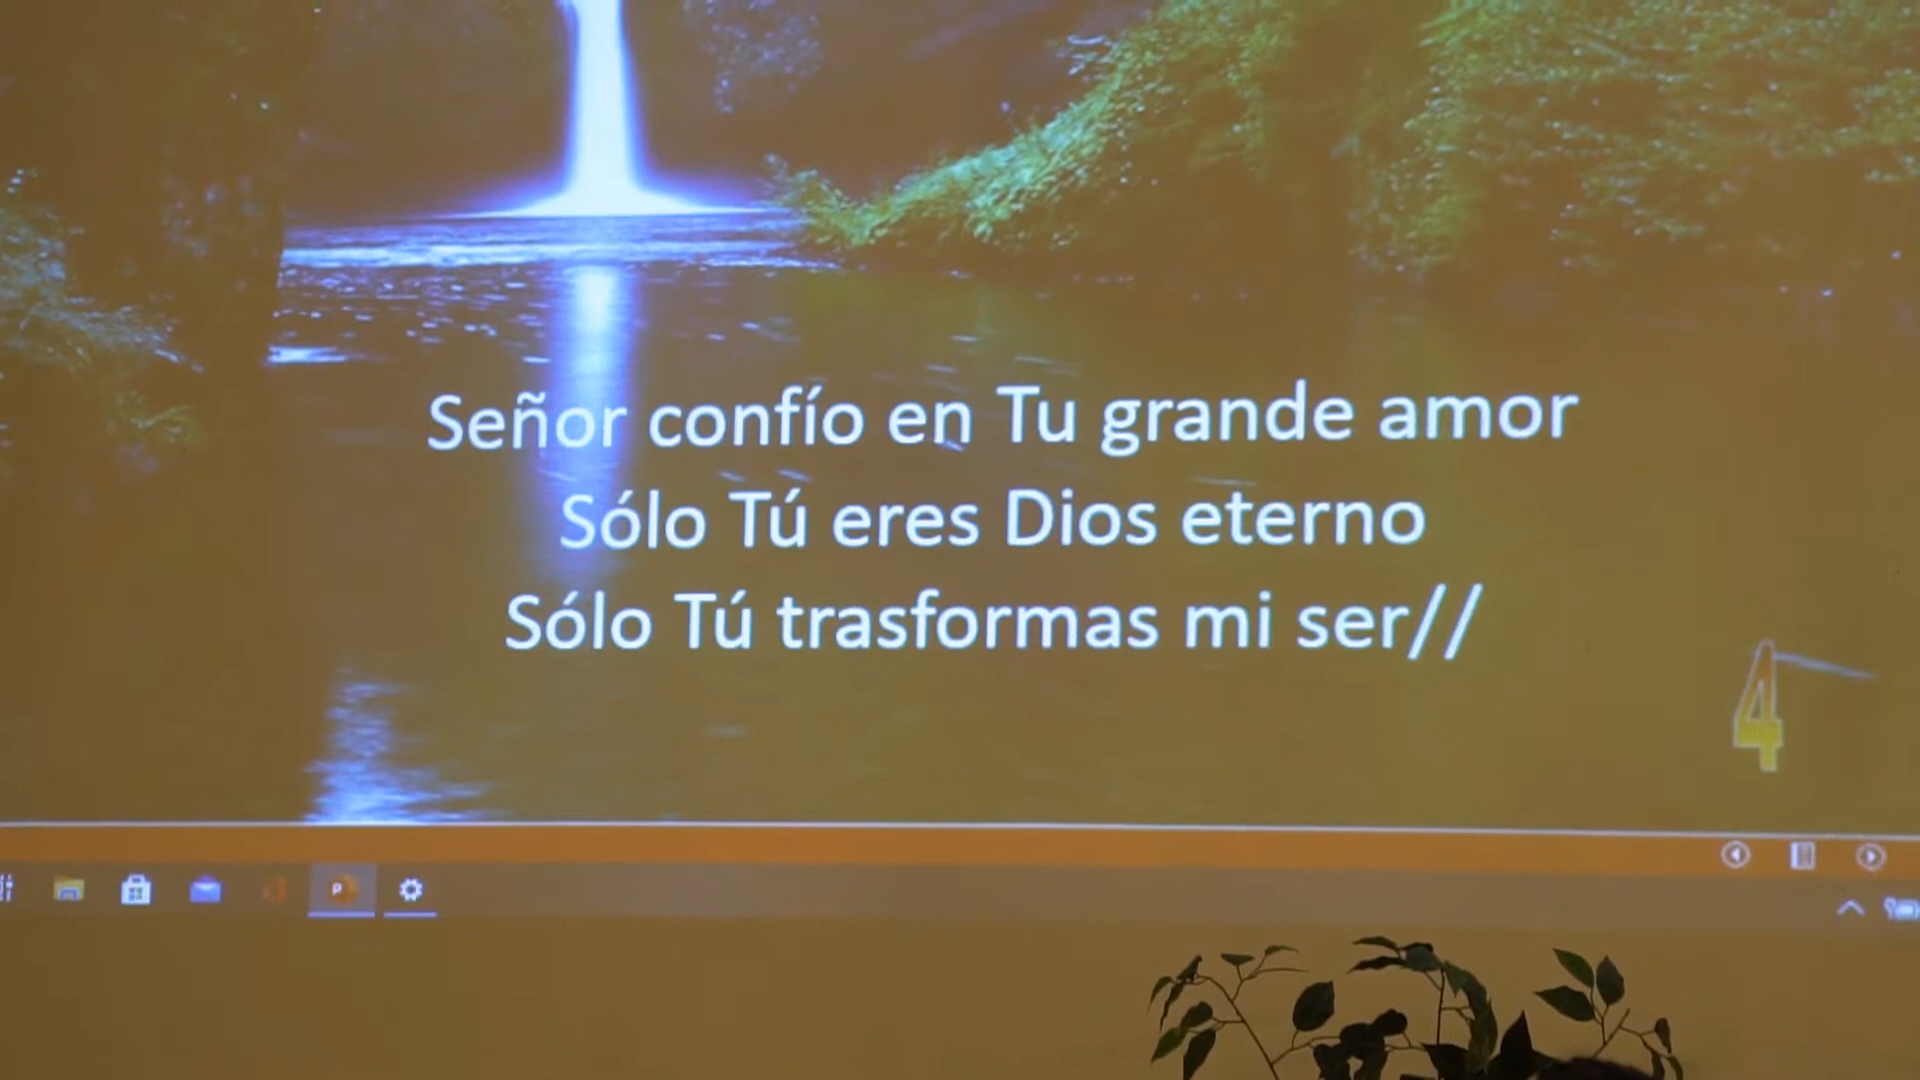 Señor confío en Tu grande amor
Sólo Tú eres Dios eterno
Sólo Tú trasformas mi ser//
4
P